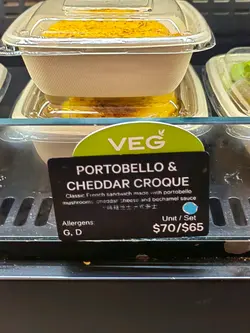 VEG
PORTOBELLO &
CHEDDAR CROQUE
Classic French sandwich made with portobello
mushrooms, cheddar cheese and bechamel sauce
Allergens:
G, D
Unit / Set
$70/$65